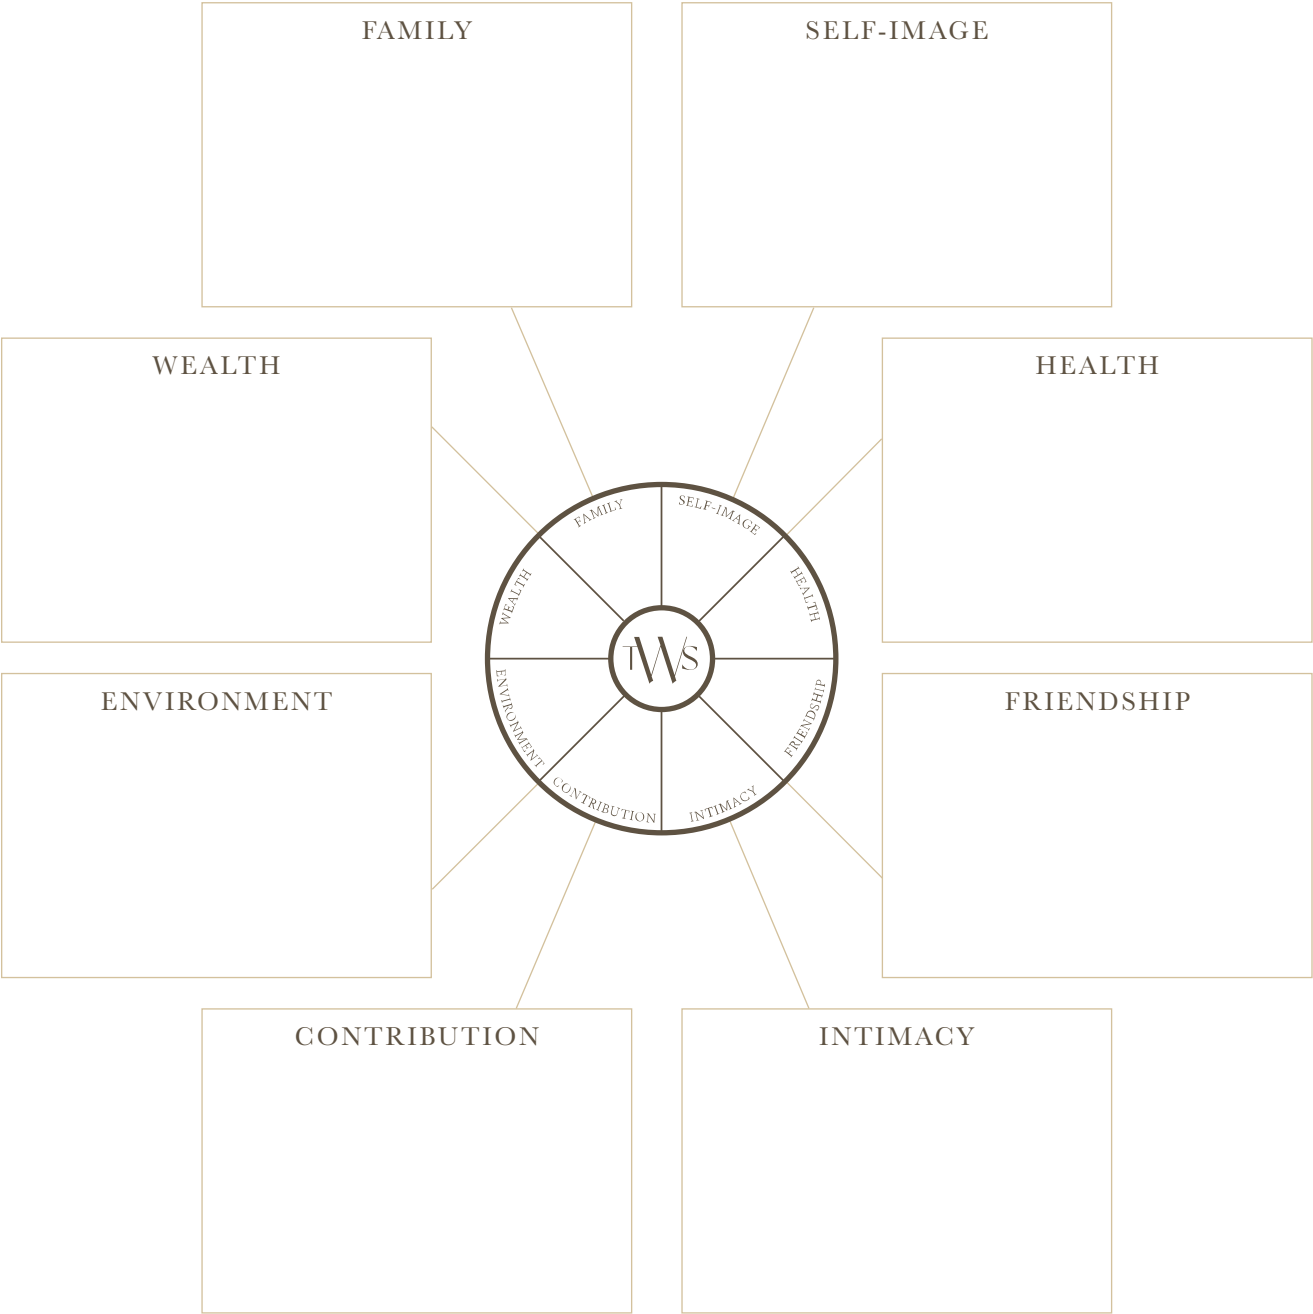 FAMILY
SELF-IMAGE
WEALTH
HEALTH
FAMILY
SELF-IMAGE
WEALTH
HEALTH
TWS
ENVIRONMENT
FRIENDSHIP
ENVIRONMENT
FRIENDSHIP
CONTRIBUTION
INTIMACY
CONTRIBUTION
INTIMACY